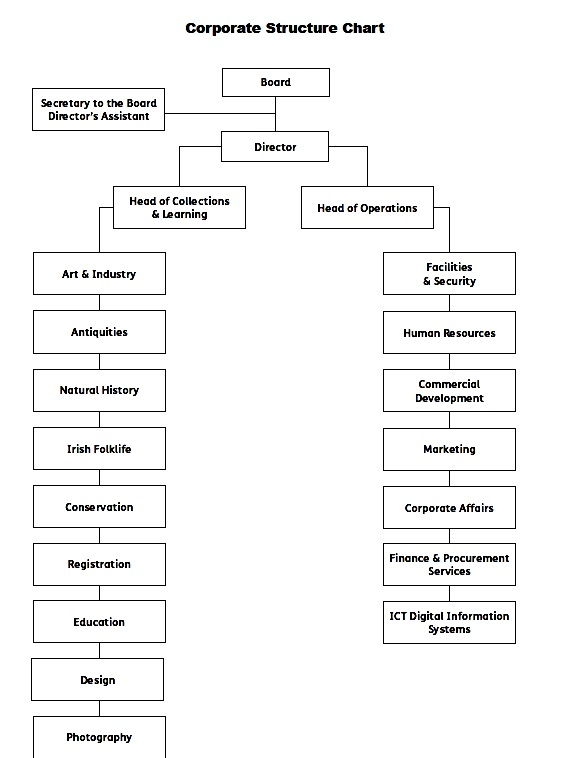 Corporate Structure Chart
Board
Secretary to the Board
Director's Assistant
Director
Head of Collections
& Learning
Head of Operations
Art & Industry
Antiquities
Natural History
Irish Folklife
Conservation
Registration
Education
Design
Photography
Facilities
& Security
Human Resources
Commercial
Development
Marketing
Corporate Affairs
Finance & Procurement
Services
ICT Digital Information
Systems